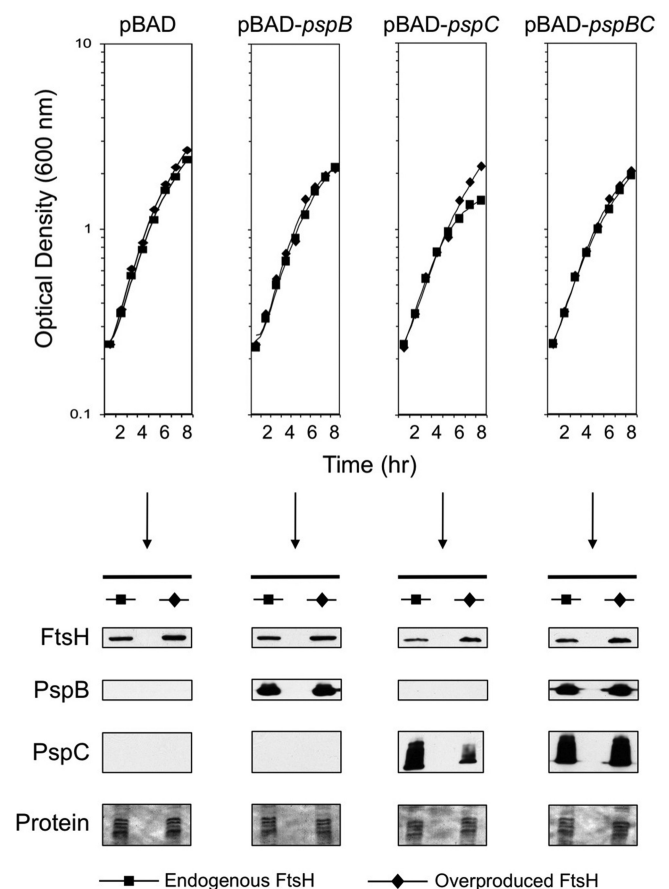 pBAD pBAD-pspB pBAD-pspC pBAD-pspBC
10
1
0.1
Optical Density (600 nm)
2 4 6 8 2 4 6 8 2 4 6 8 2 4 6 8
Time (hr)
FtsH
PspB
PspC
Protein
Endogenous FtsH Overproduced FtsH